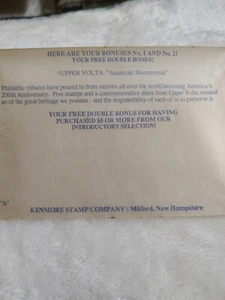 HERE ARE YOUR BONUSES No. 1 AND No. 2!
YOUR FREE DOUBLE BONUS!
"UPPER VOLTA: "American Bicentennial"
Philatelic tributes have poured in from nations all over the world honoring America's
200th Anniversary. Five stamps and a commemorative sheet from Upper Volta remind
us of the great heritage we possess - and the responsibility of each of us to preserve it.
YOUR FREE DOUBLE BONUS FOR HAVING
PURCHASED $5 OR MORE FROM OUR
INTRODUCTORY SELECTION!
"A"
KENMORE STAMP COMPANY : Milford, New Hampshire